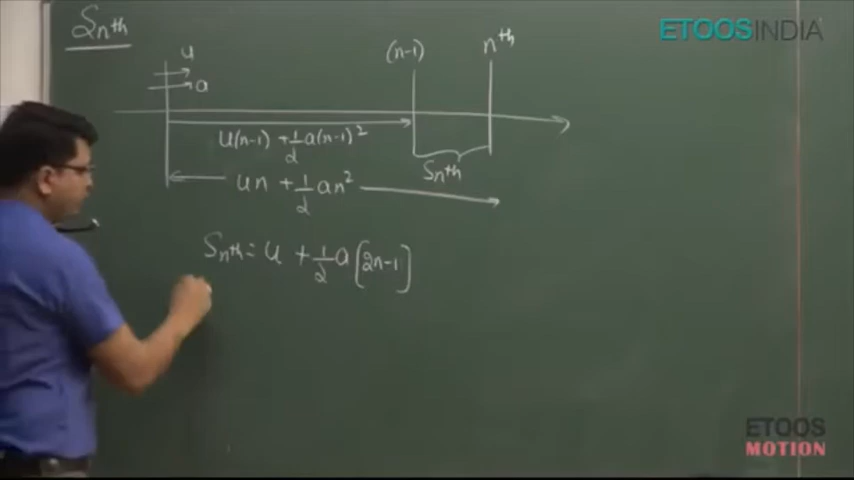 Snth
ETOOSINDIA
u
a
(n-1)
nth
u(n-1) + 1/2 a(n-1)²
Snth
un + 1/2 an²
Snth = u + 1/2 a [2n-1]
ETOOS
MOTION